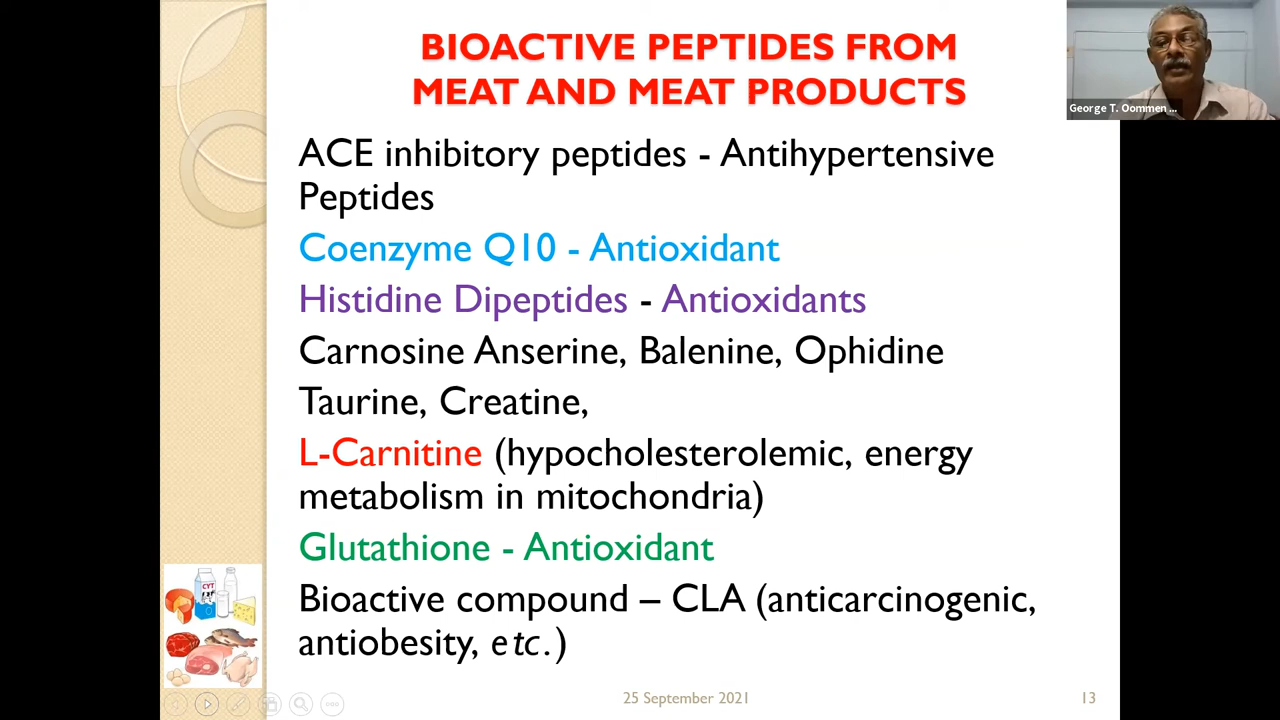 BIOACTIVE PEPTIDES FROM
MEAT AND MEAT PRODUCTS
George T. Oommen ...
ACE inhibitory peptides - Antihypertensive
Peptides
Coenzyme Q10 - Antioxidant
Histidine Dipeptides - Antioxidants
Carnosine Anserine, Balenine, Ophidine
Taurine, Creatine,
L-Carnitine (hypocholesterolemic, energy
metabolism in mitochondria)
Glutathione - Antioxidant
Bioactive compound – CLA (anticarcinogenic,
antiobesity, etc.)
CYT
25 September 2021
13